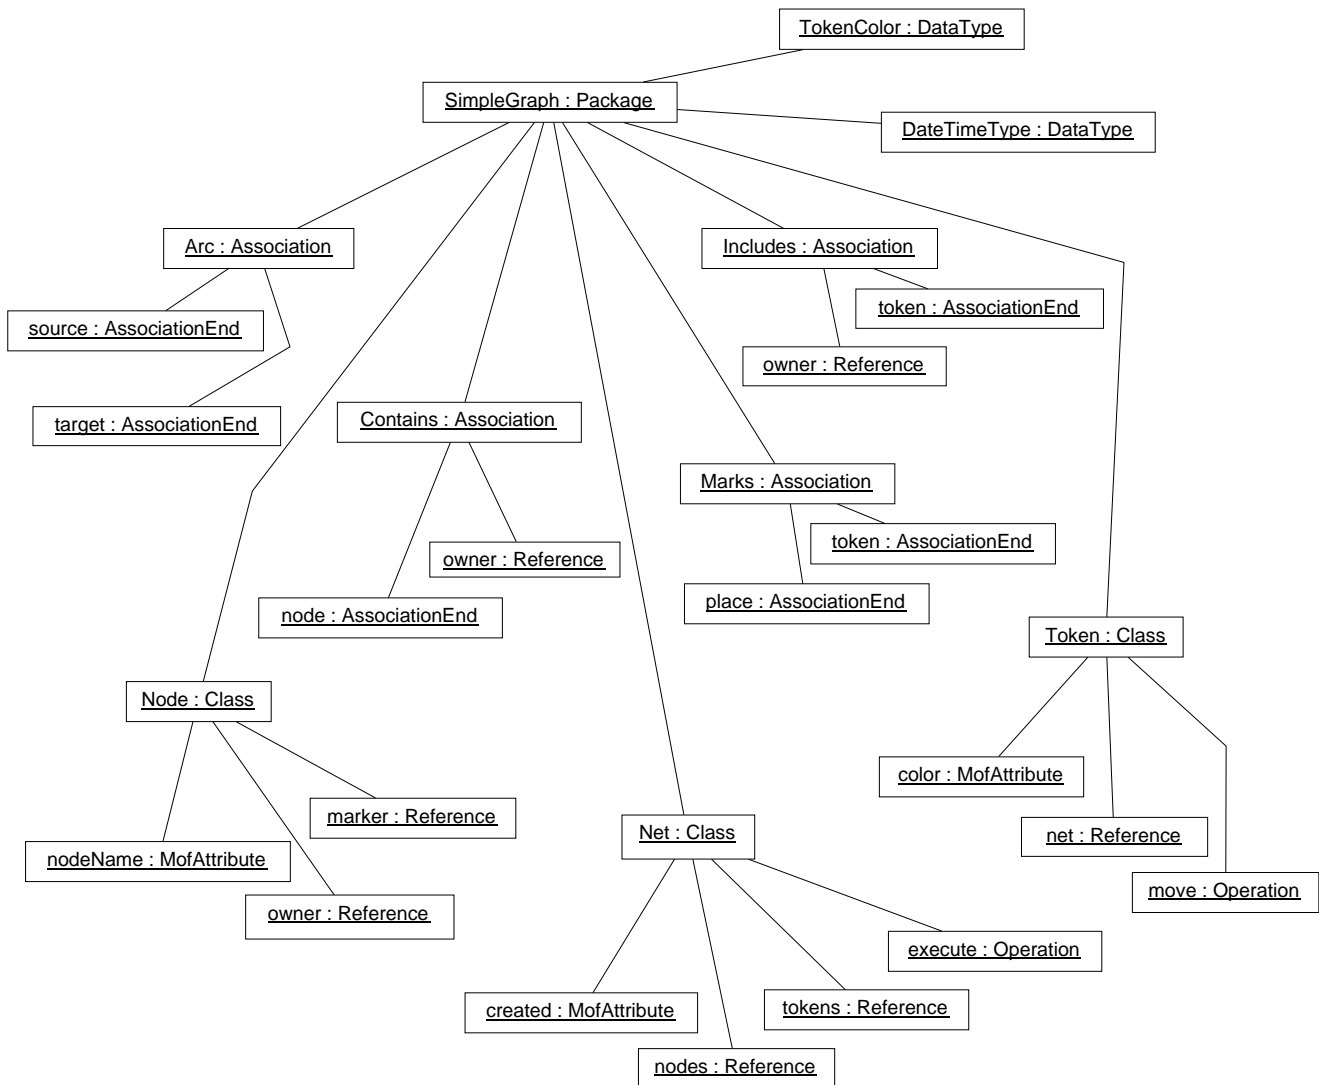 TokenColor : DataType
SimpleGraph : Package
DateTimeType : DataType
Arc : Association
Includes : Association
token : AssociationEnd
source : AssociationEnd
owner : Reference
target : AssociationEnd
Contains : Association
Marks : Association
token : AssociationEnd
owner : Reference
place : AssociationEnd
node : AssociationEnd
Token : Class
Node : Class
color : MofAttribute
marker : Reference
Net : Class
net : Reference
nodeName : MofAttribute
move : Operation
owner : Reference
execute : Operation
created : MofAttribute
tokens : Reference
nodes : Reference